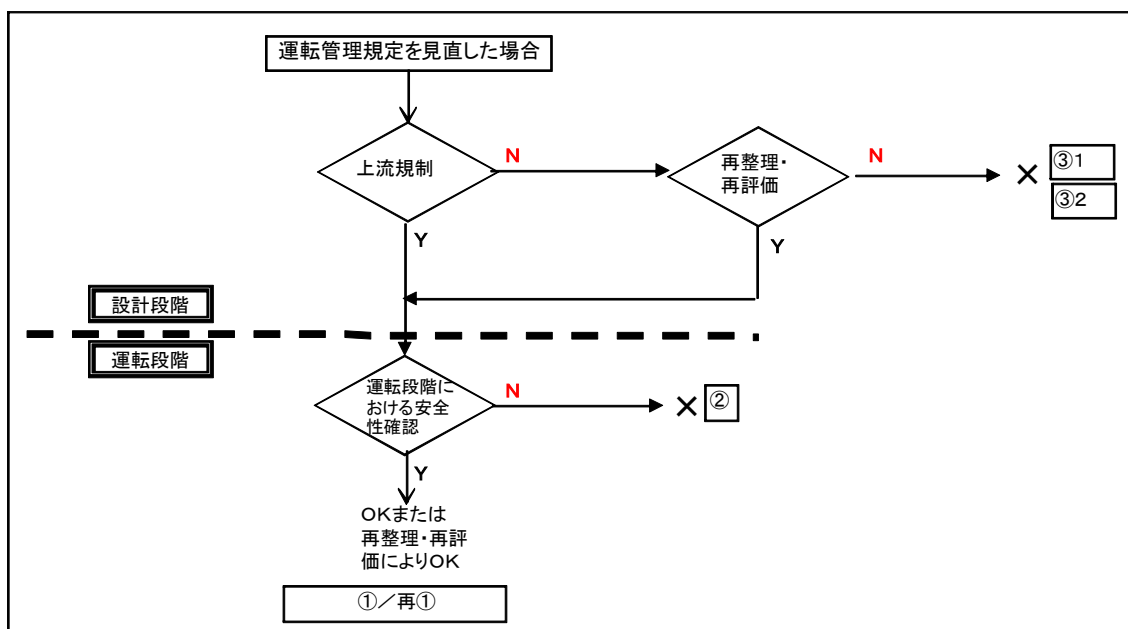 運転管理規定を見直した場合
上流規制
N
再整理・
再評価
N
×
③1
③2
Y
Y
設計段階
運転段階
運転段階に
おける安全
性確認
N
×
②
Y
OKまたは
再整理・再評
価によりOK
①／再①